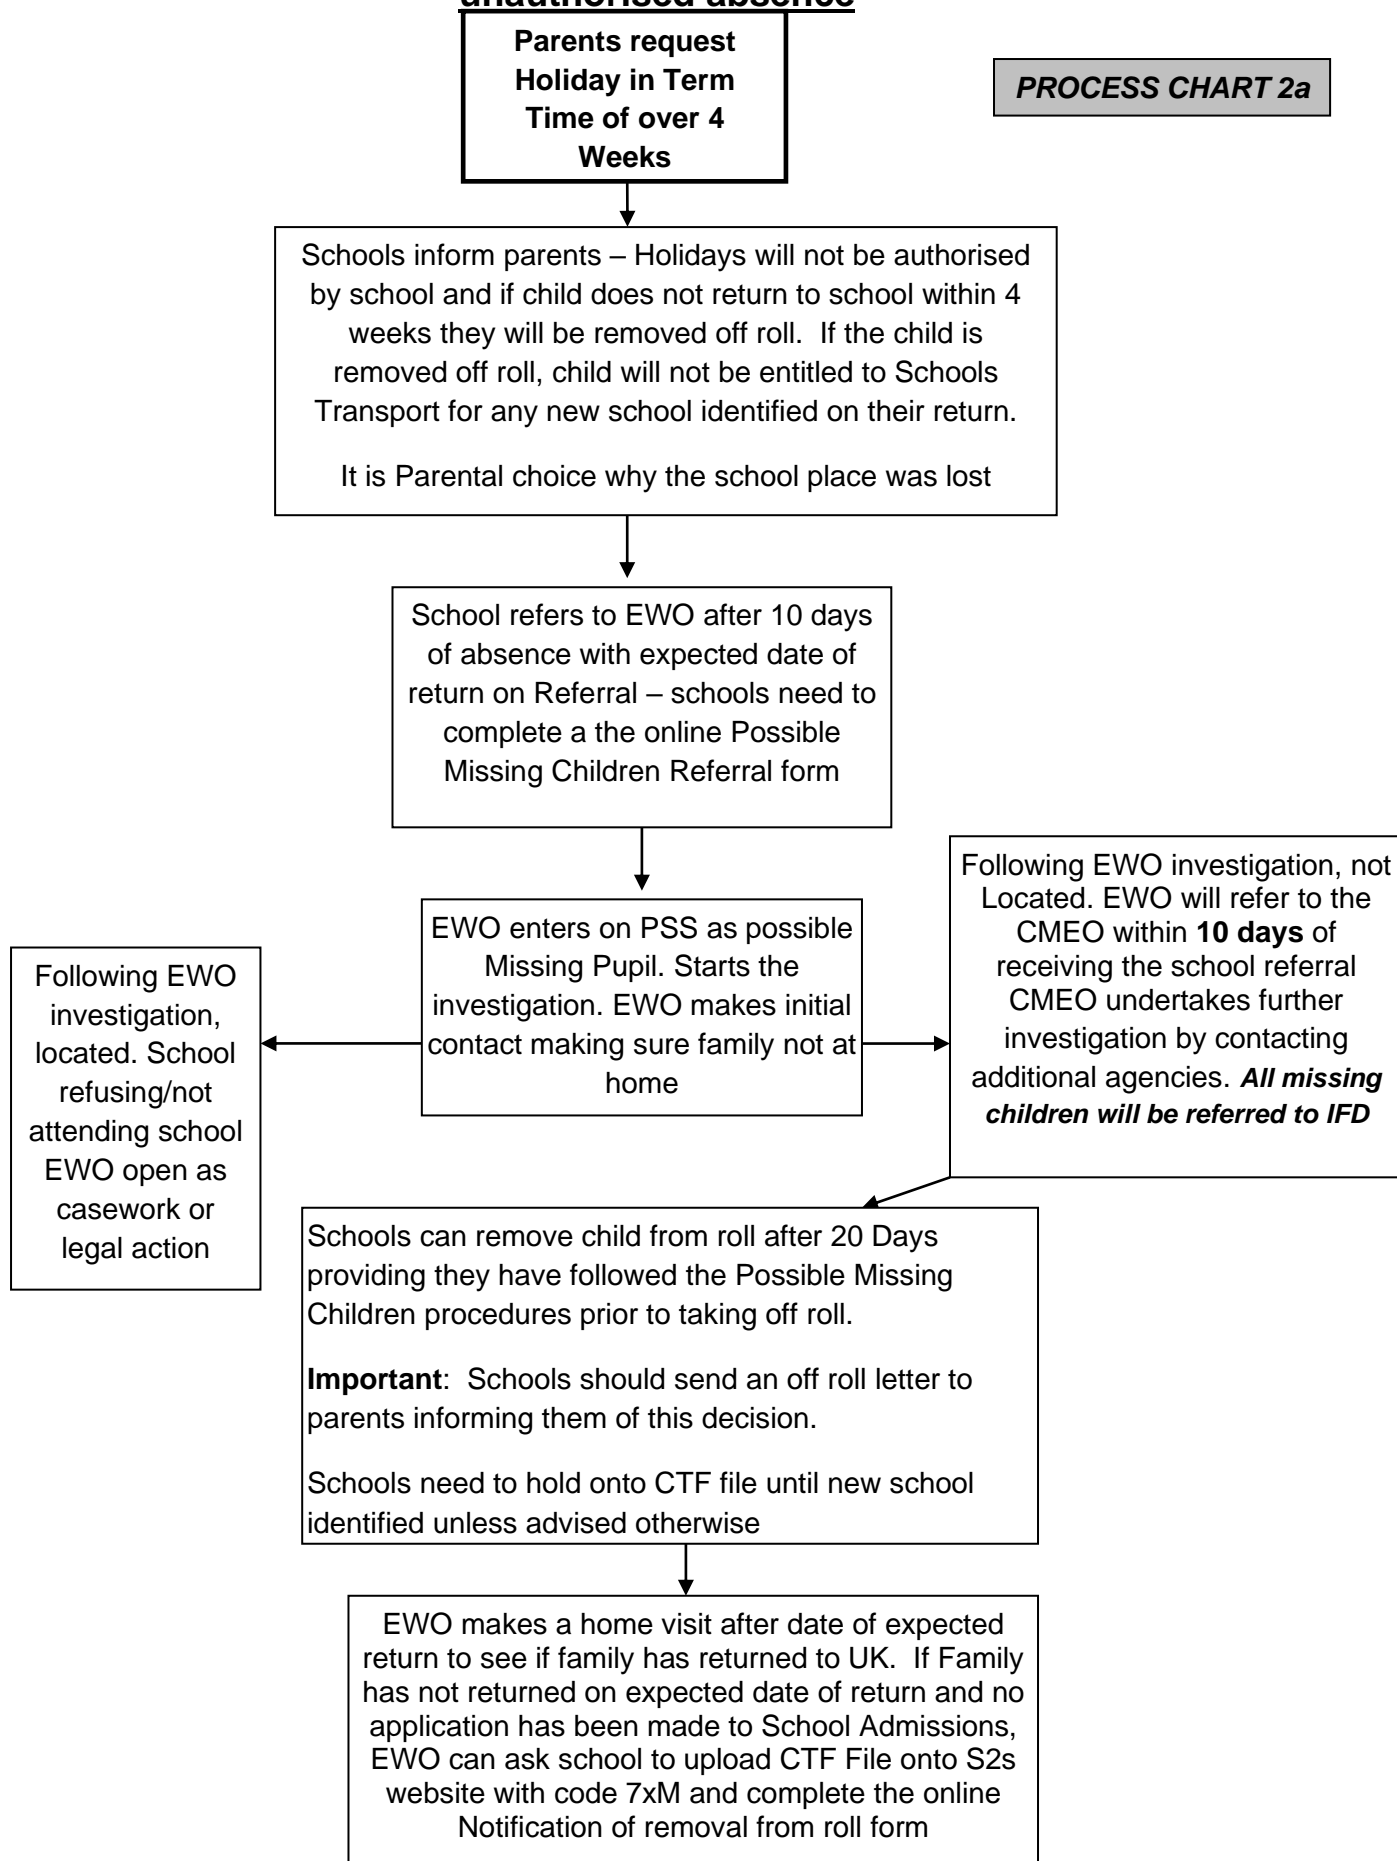 unauthorised absence
Parents request
Holiday in Term
Time of over 4
Weeks
PROCESS CHART 2a
Schools inform parents – Holidays will not be authorised
by school and if child does not return to school within 4
weeks they will be removed off roll.  If the child is
removed off roll, child will not be entitled to Schools
Transport for any new school identified on their return.
It is Parental choice why the school place was lost
School refers to EWO after 10 days
of absence with expected date of
return on Referral – schools need to
complete a the online Possible
Missing Children Referral form
EWO enters on PSS as possible
Missing Pupil. Starts the
investigation. EWO makes initial
contact making sure family not at
home
Following EWO
investigation,
located. School
refusing/not
attending school
EWO open as
casework or
legal action
Following EWO investigation, not
Located. EWO will refer to the
CMEO within 10 days of
receiving the school referral
CMEO undertakes further
investigation by contacting
additional agencies. All missing
children will be referred to IFD
Schools can remove child from roll after 20 Days
providing they have followed the Possible Missing
Children procedures prior to taking off roll.
Important:  Schools should send an off roll letter to
parents informing them of this decision.
Schools need to hold onto CTF file until new school
identified unless advised otherwise
EWO makes a home visit after date of expected
return to see if family has returned to UK.  If Family
has not returned on expected date of return and no
application has been made to School Admissions,
EWO can ask school to upload CTF File onto S2s
website with code 7xM and complete the online
Notification of removal from roll form